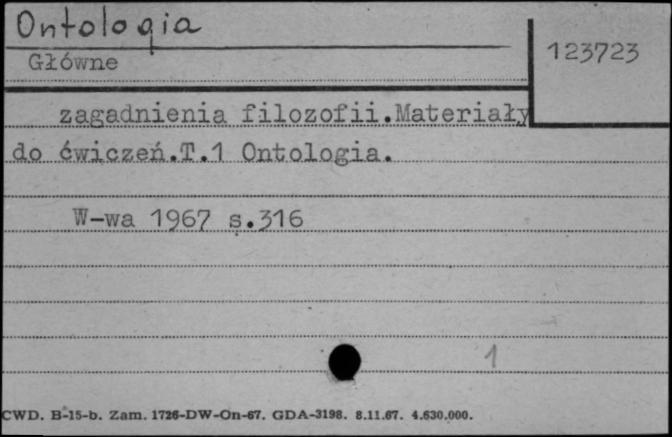 Ontologia
Główne
123723
zagadnienia filozofii.Materiały
do ćwiczeń.T.1 Ontologia.
W-wa 1967 s.316
1
CWD. B-15-b. Zam. 1726-DW-On-67. GDA-3198. 8.11.67. 4.630.000.